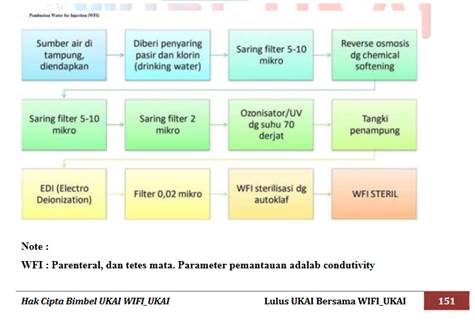 Pembuatan Water for Injection (WFI)
Sumber air di
tampung,
diendapkan
Diberi penyaring
pasir dan klorin
(drinking water)
Saring filter 5-10
mikro
Reverse osmosis
dg chemical
softening
Saring filter 5-10
mikro
Saring filter 2
mikro
Ozonisator/UV
dg suhu 70
derjat
Tangki
penampung
EDI (Electro
Deionization)
Filter 0,02 mikro
WFI sterilisasi dg
autoklaf
WFI STERIL
Note :
WFI : Parenteral, dan tetes mata. Parameter pemantauan adalab condutivity
Hak Cipta Bimbel UKAI WIFI_UKAI
Lulus UKAI Bersama WIFI_UKAI
151